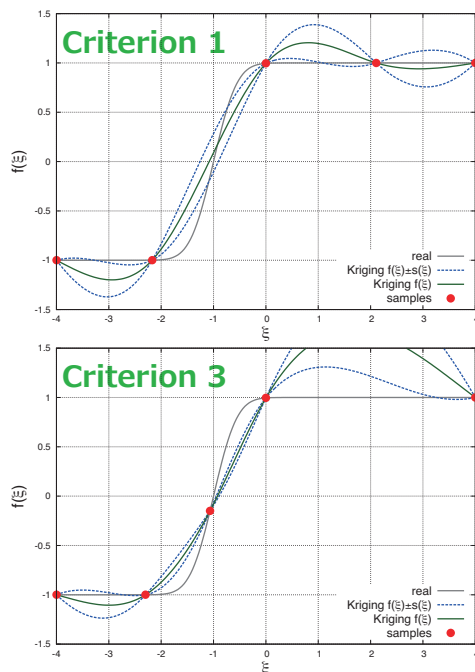 Criterion 1
1.5
1
0.5
0
-0.5
-1
-1.5
f(ξ)
real
Kriging f(ξ)±s(ξ)
Kriging f(ξ)
samples
-4 -3 -2 -1 0 1 2 3 4
ξ
Criterion 3
1.5
1
0.5
0
-0.5
-1
-1.5
f(ξ)
real
Kriging f(ξ)±s(ξ)
Kriging f(ξ)
samples
-4 -3 -2 -1 0 1 2 3 4
ξ